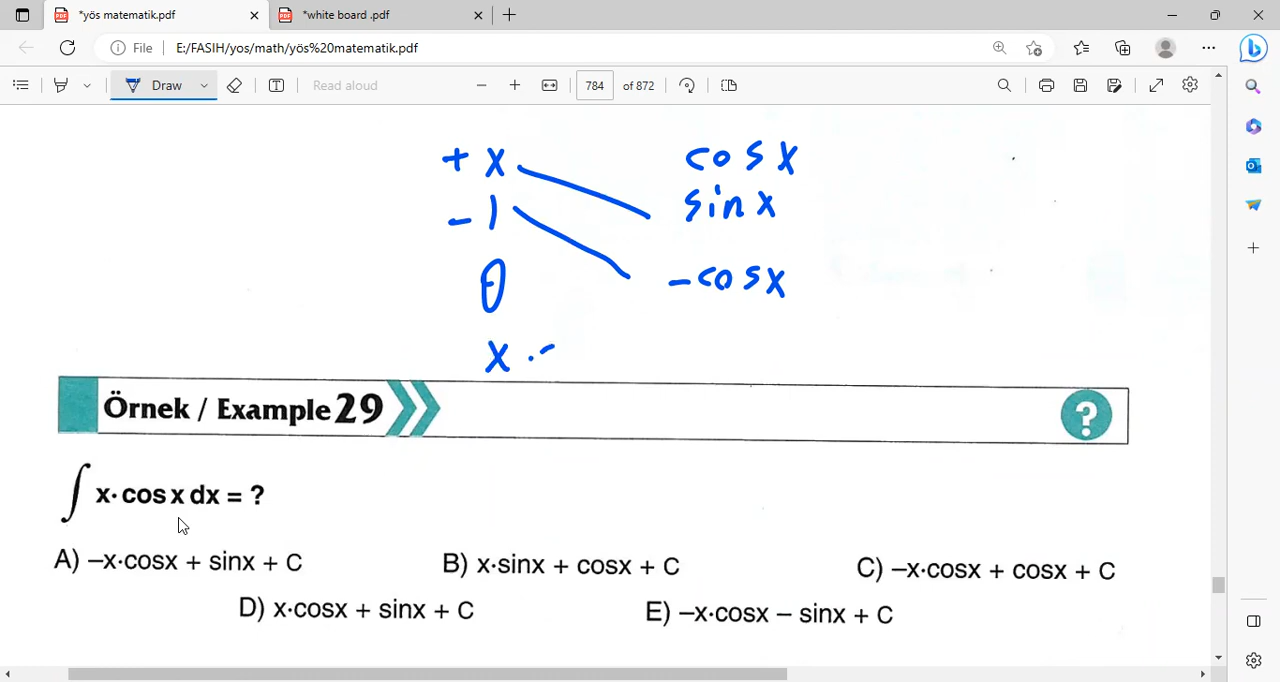 *yös matematik.pdf
*white board .pdf
File E:/FASIH/yos/math/yös%20matematik.pdf
Draw
Read aloud
784 of 872
+ x cos x
- 1 sin x
0 -cos x
x .
Örnek / Example 29
?
∫ x·cos x dx = ?
A) –x·cosx + sinx + C B) x·sinx + cosx + C C) –x·cosx + cosx + C
D) x·cosx + sinx + C E) –x·cosx – sinx + C